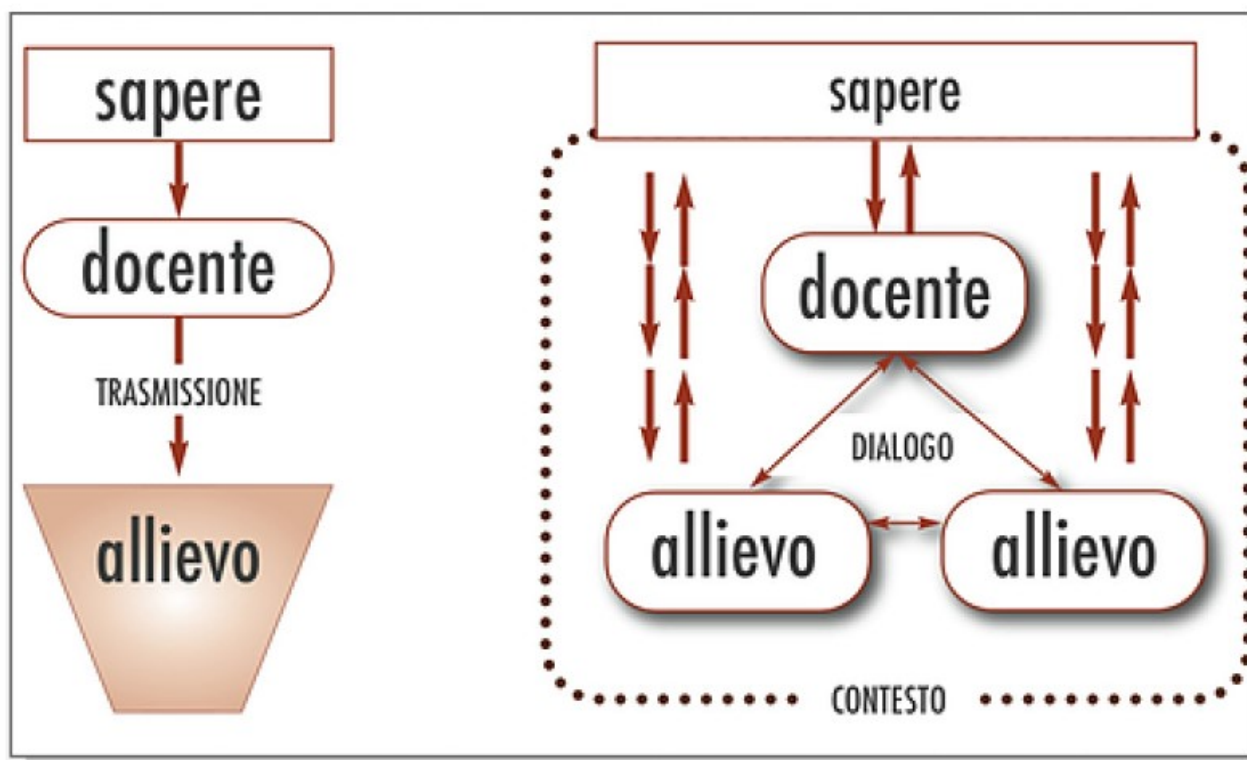 sapere
docente
TRASMISSIONE
allievo
sapere
docente
DIALOGO
allievo
allievo
CONTESTO